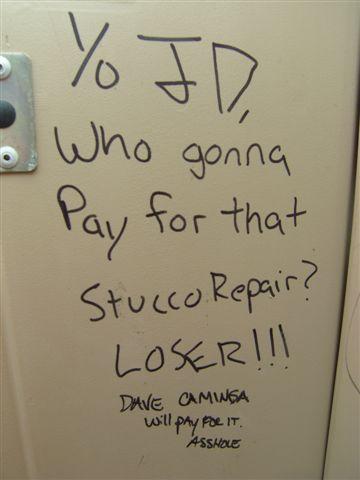 Yo JD,
Who gonna
Pay for that
Stucco Repair?
LOSER!!!
DAVE CAMINSA
Will pAy FOR IT.
ASSHOLE